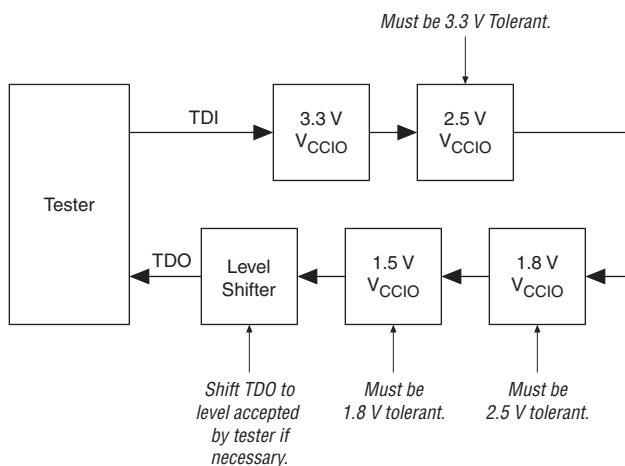 Must be 3.3 V Tolerant.
TDI
3.3 V
VCCIO
2.5 V
VCCIO
Tester
TDO
Level
Shifter
1.5 V
VCCIO
1.8 V
VCCIO
Shift TDO to
level accepted
by tester if
necessary.
Must be
1.8 V tolerant.
Must be
2.5 V tolerant.